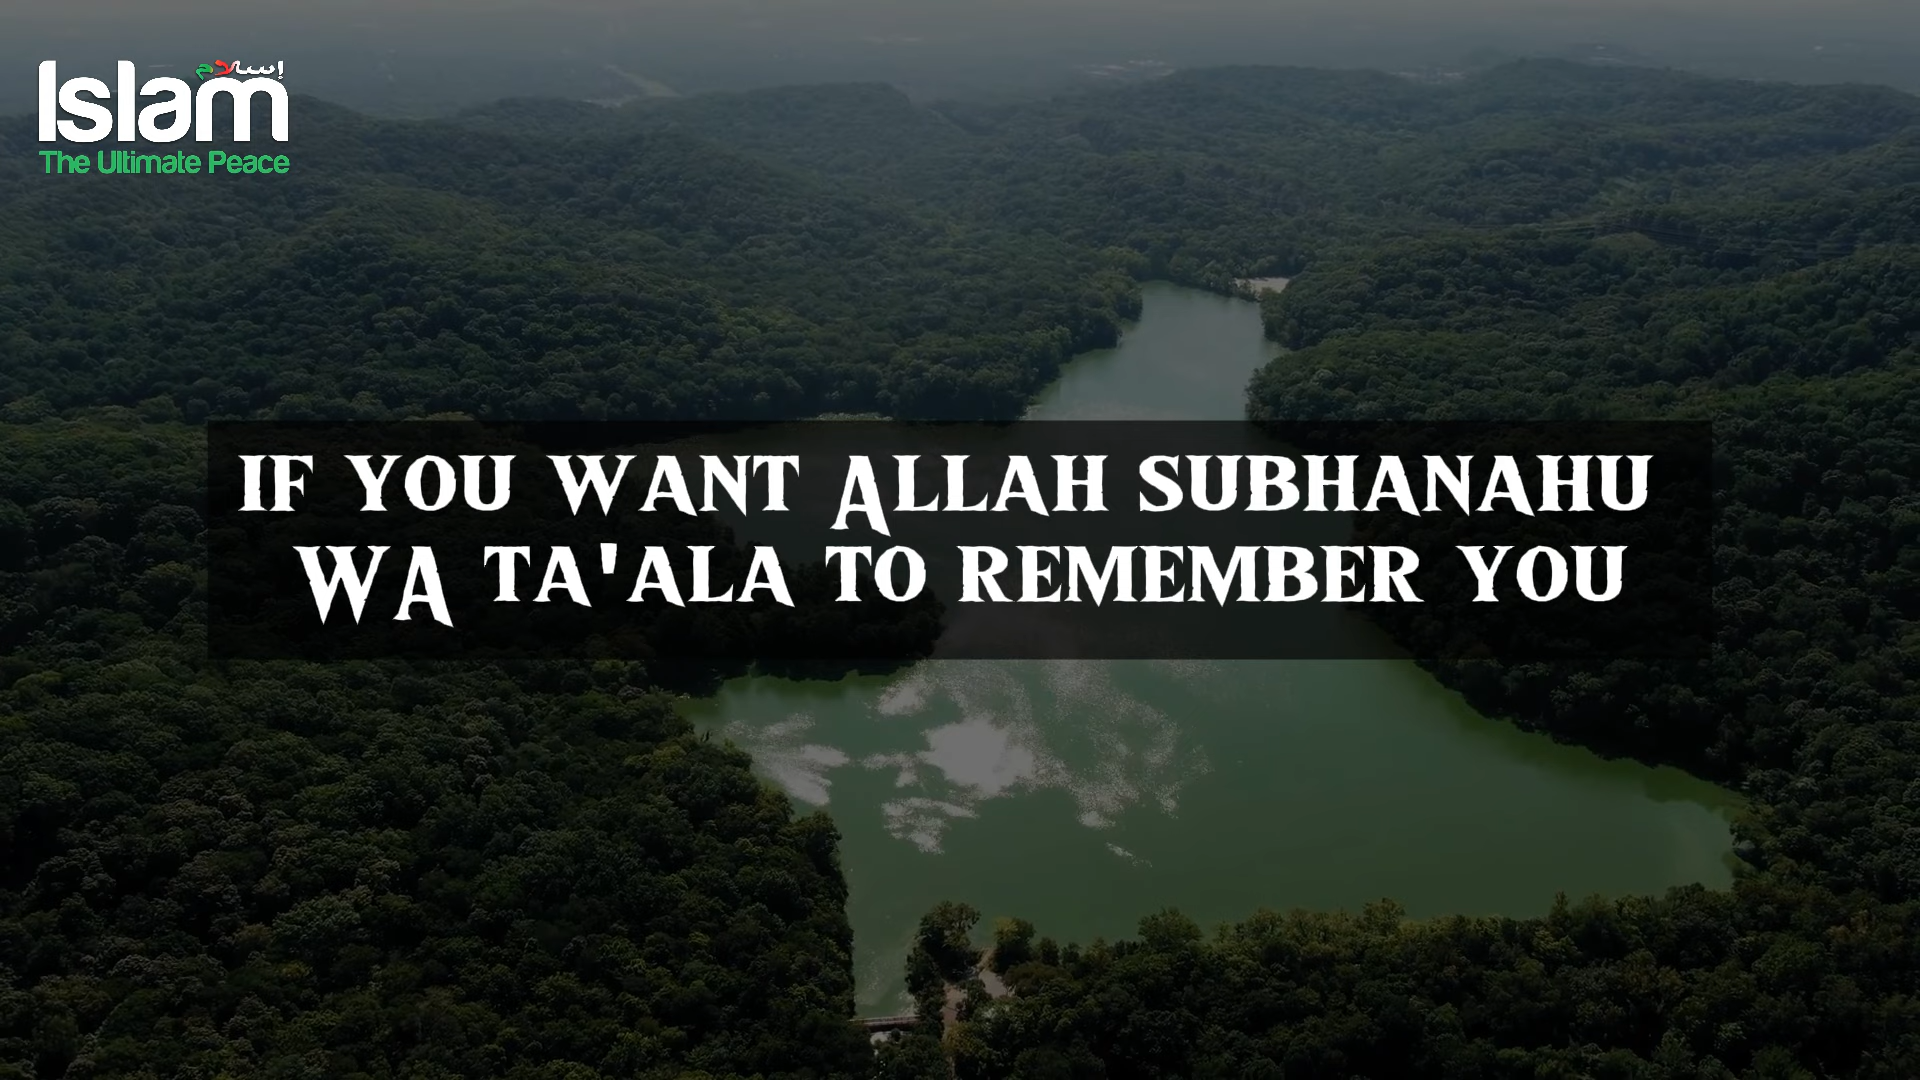 إسلام
Islam
The Ultimate Peace
IF YOU WANT ALLAH SUBHANAHU
WA TA'ALA TO REMEMBER YOU